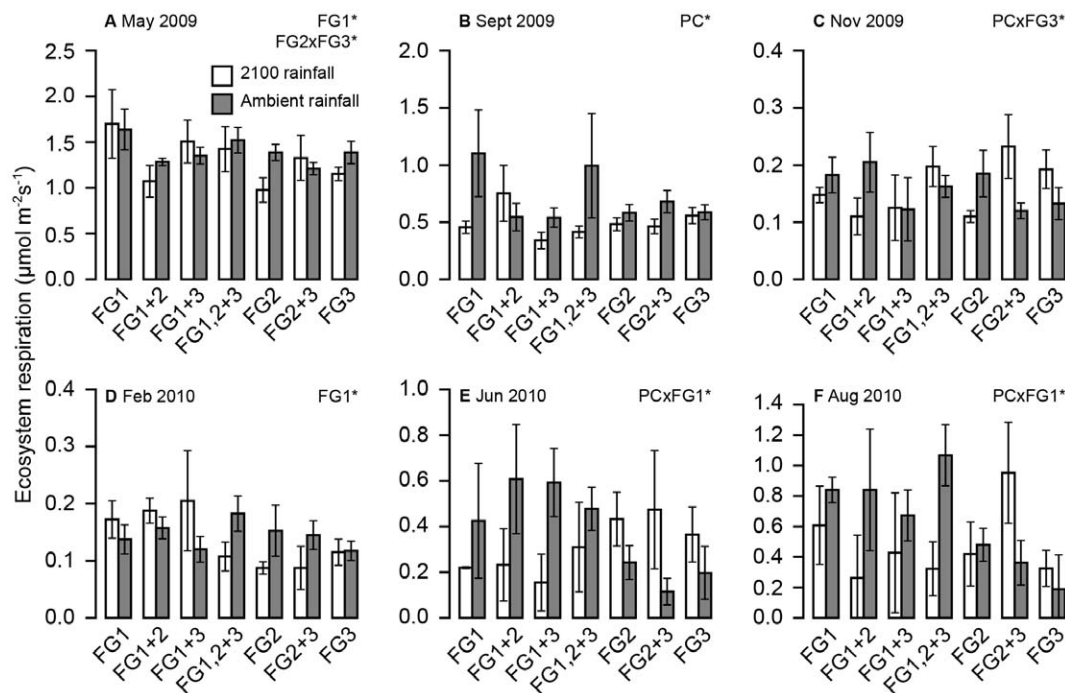 Ecosystem respiration (µmol m⁻²s⁻¹)
A May 2009
FG1*
FG2xFG3*
2100 rainfall
Ambient rainfall
2.5
2.0
1.5
1.0
0.5
0.0
FG1
FG1+2
FG1+3
FG1,2+3
FG2
FG2+3
FG3
B Sept 2009
PC*
2.0
1.5
1.0
0.5
0.0
FG1
FG1+2
FG1+3
FG1,2+3
FG2
FG2+3
FG3
C Nov 2009
PCxFG3*
0.4
0.3
0.2
0.1
0.0
FG1
FG1+2
FG1+3
FG1,2+3
FG2
FG2+3
FG3
D Feb 2010
FG1*
0.4
0.3
0.2
0.1
0.0
FG1
FG1+2
FG1+3
FG1,2+3
FG2
FG2+3
FG3
E Jun 2010
PCxFG1*
1.0
0.8
0.6
0.4
0.2
0.0
FG1
FG1+2
FG1+3
FG1,2+3
FG2
FG2+3
FG3
F Aug 2010
PCxFG1*
1.4
1.2
1.0
0.8
0.6
0.4
0.2
0.0
FG1
FG1+2
FG1+3
FG1,2+3
FG2
FG2+3
FG3